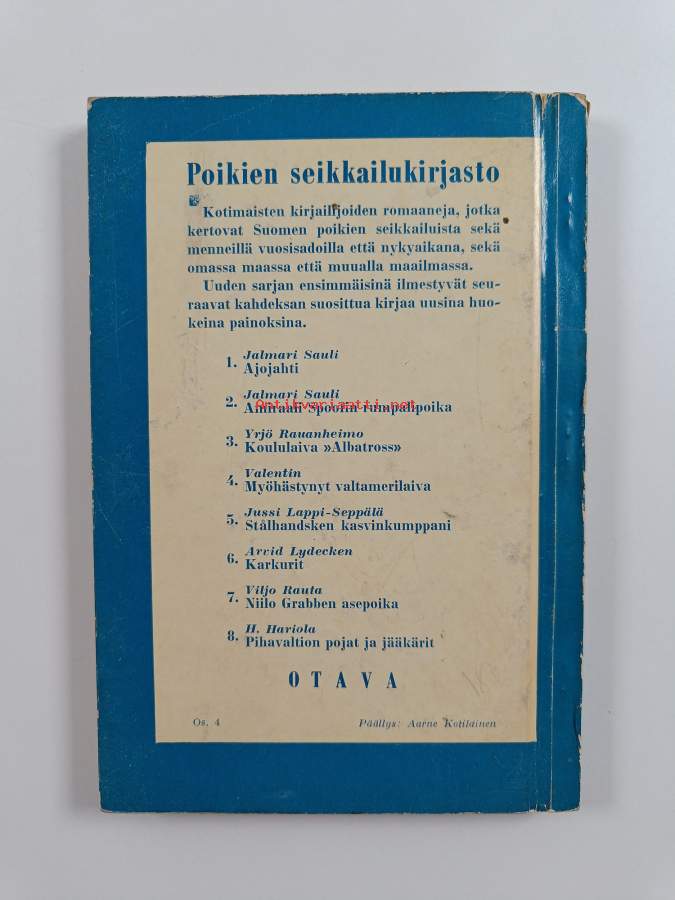 Poikien seikkailukirjasto
Kotimaisten kirjailijoiden romaaneja, jotka
kertovat Suomen poikien seikkailuista sekä
menneillä vuosisadoilla että nykyaikana, sekä
omassa maassa että muualla maailmassa.
Uuden sarjan ensimmäisinä ilmestyvät seu-
raavat kahdeksan suosittua kirjaa uusina huo-
keina painoksina.
1. Jalmari Sauli
Ajojahti
2. Jalmari Sauli
Antikvariaatti.net
Amiraali Spoofin rumpalipoika
3. Yrjö Rauanheimo
Koululaiva »Albatross»
4. Valentin
Myöhästynyt valtamerilaiva
5. Jussi Lappi-Seppälä
Stålhandsken kasvinkumppani
6. Arvid Lydecken
Karkurit
7. Viljo Rauta
Niilo Grabben asepoika
8. H. Hariola
Pihavaltion pojat ja jääkärit
OTAVA
Os. 4 Päällys: Aarne Kotilainen